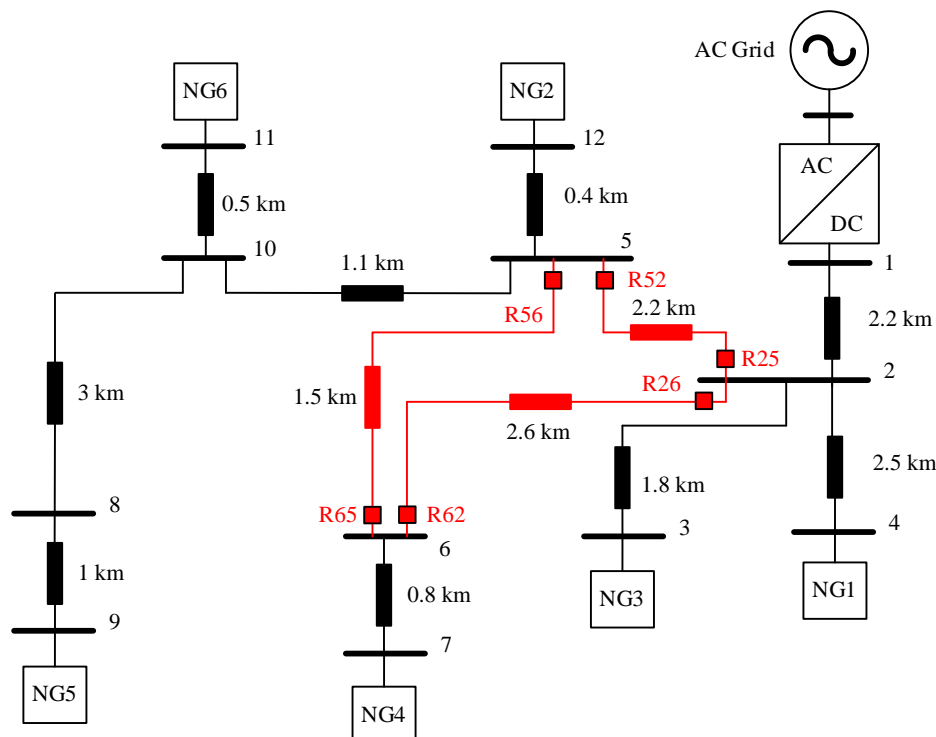 AC Grid
NG6
NG2
11
12
AC
DC
0.5 km
0.4 km
10
5
1
1.1 km
R52
R56
2.2 km
2.2 km
R25
2
R26
3 km
1.5 km
2.6 km
2.5 km
1.8 km
8
R65
R62
3
4
6
1 km
0.8 km
NG3
NG1
9
7
NG5
NG4